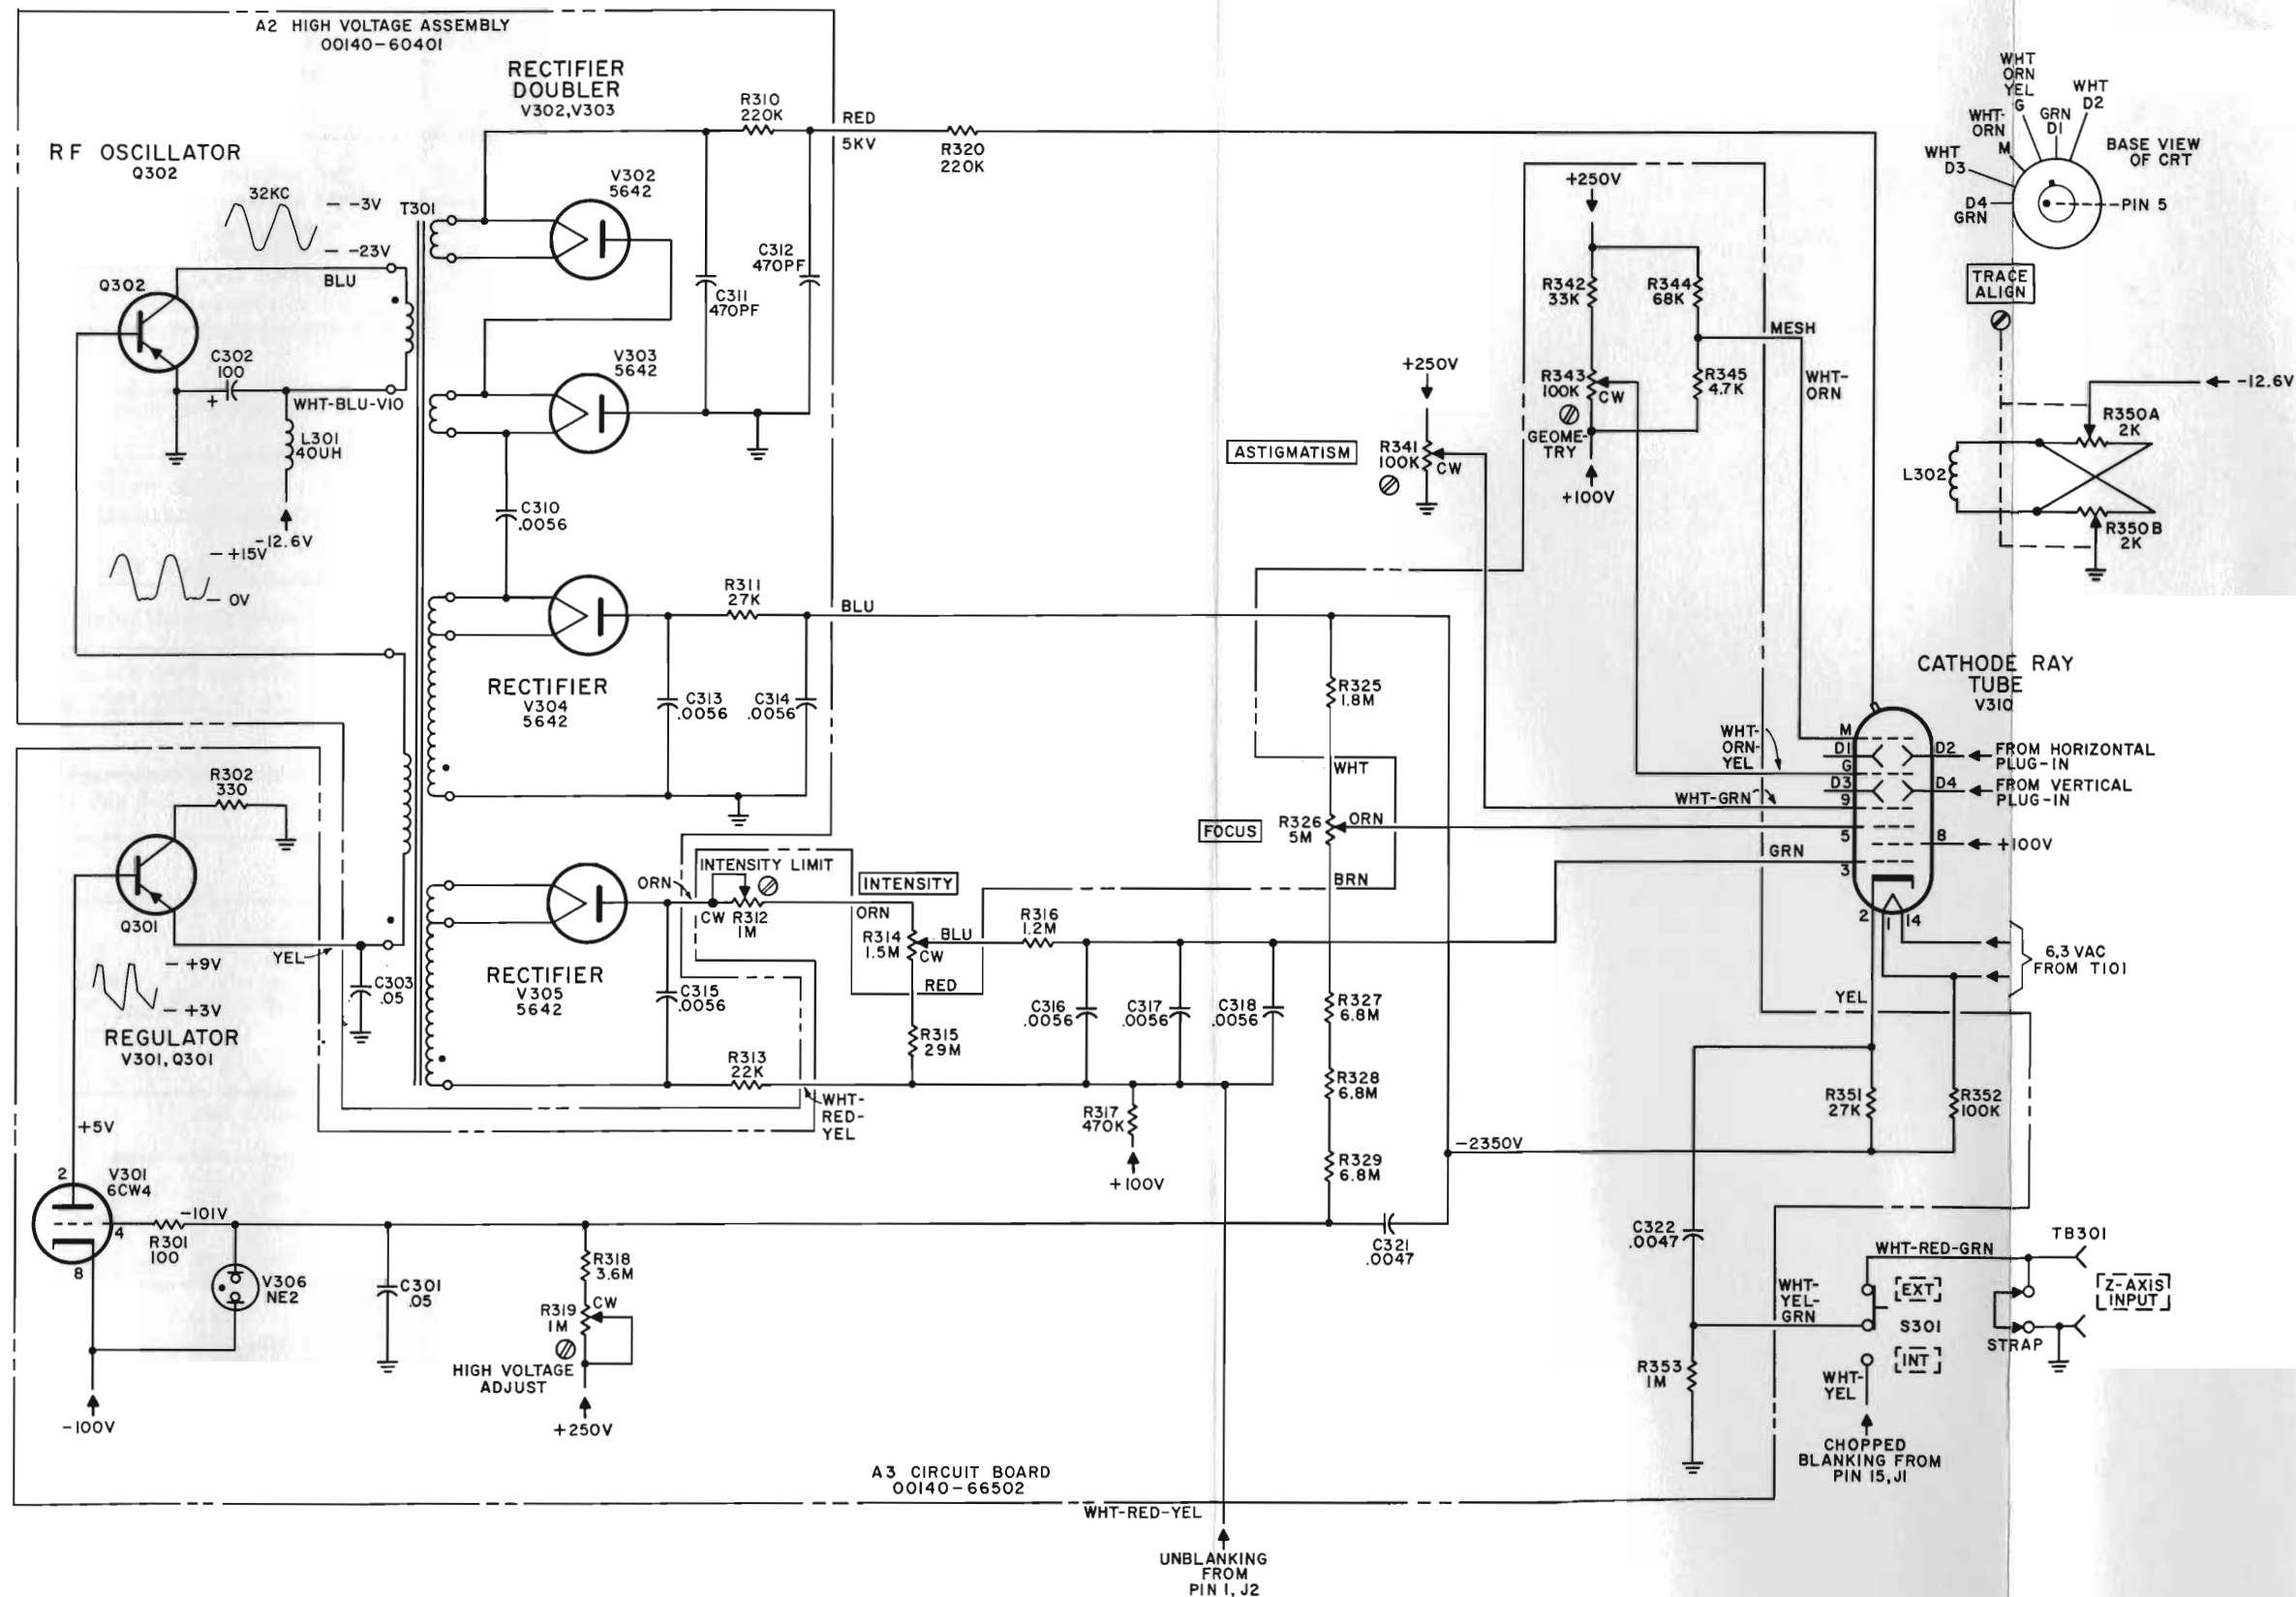 A2 HIGH VOLTAGE ASSEMBLY
00140-60401
RECTIFIER
DOUBLER
V302,V303
RF OSCILLATOR
Q302
32KC
-3V
-23V
T301
BLU
Q302
C302
100
+
WHT-BLU-VIO
L301
40UH
-12.6V
+15V
0V
R310
220K
RED
5KV
R320
220K
V302
5642
C311
470PF
C312
470PF
V303
5642
C310
.0056
R311
27K
BLU
RECTIFIER
V304
5642
C313
.0056
C314
.0056
R302
330
Q301
YEL
C303
.05
+9V
+3V
REGULATOR
V301,Q301
+5V
RECTIFIER
V305
5642
ORN
INTENSITY LIMIT
CW
R312
1M
INTENSITY
ORN
R314
1.5M
BLU
CW
RED
R316
1.2M
C315
.0056
R315
29M
R313
22K
WHT-
RED-
YEL
C316
.0056
C317
.0056
C318
.0056
R317
470K
+100V
R325
1.8M
WHT
FOCUS
R326
5M
ORN
BRN
R327
6.8M
R328
6.8M
R329
6.8M
-2350V
C321
.0047
2
V301
6CW4
4
8
-101V
R301
100
V306
NE2
C301
.05
-100V
R318
3.6M
R319
1M
CW
HIGH VOLTAGE
ADJUST
+250V
A3 CIRCUIT BOARD
00140-66502
WHT-RED-YEL
UNBLANKING
FROM
PIN 1, J2
+250V
ASTIGMATISM
R341
100K
CW
+250V
R342
33K
R344
68K
R343
100K
CW
GEOME-
TRY
R345
4.7K
+100V
MESH
WHT-
ORN
WHT
ORN
YEL
G
WHT
D2
GRN
D1
WHT-
ORN
M
WHT
D3
D4
GRN
BASE VIEW
OF CRT
PIN 5
TRACE
ALIGN
-12.6V
R350A
2K
L302
R350B
2K
CATHODE RAY
TUBE
V310
WHT-
ORN-
YEL
WHT-GRN
GRN
M
D1
G
D3
9
5
3
D2
FROM HORIZONTAL
PLUG-IN
D4
FROM VERTICAL
PLUG-IN
8
+100V
2
1
14
6.3 VAC
FROM T101
YEL
R351
27K
R352
100K
C322
.0047
R353
1M
WHT-
YEL-
GRN
WHT-RED-GRN
TB301
EXT
S301
INT
STRAP
Z-AXIS
INPUT
WHT-
YEL
CHOPPED
BLANKING FROM
PIN 15, J1